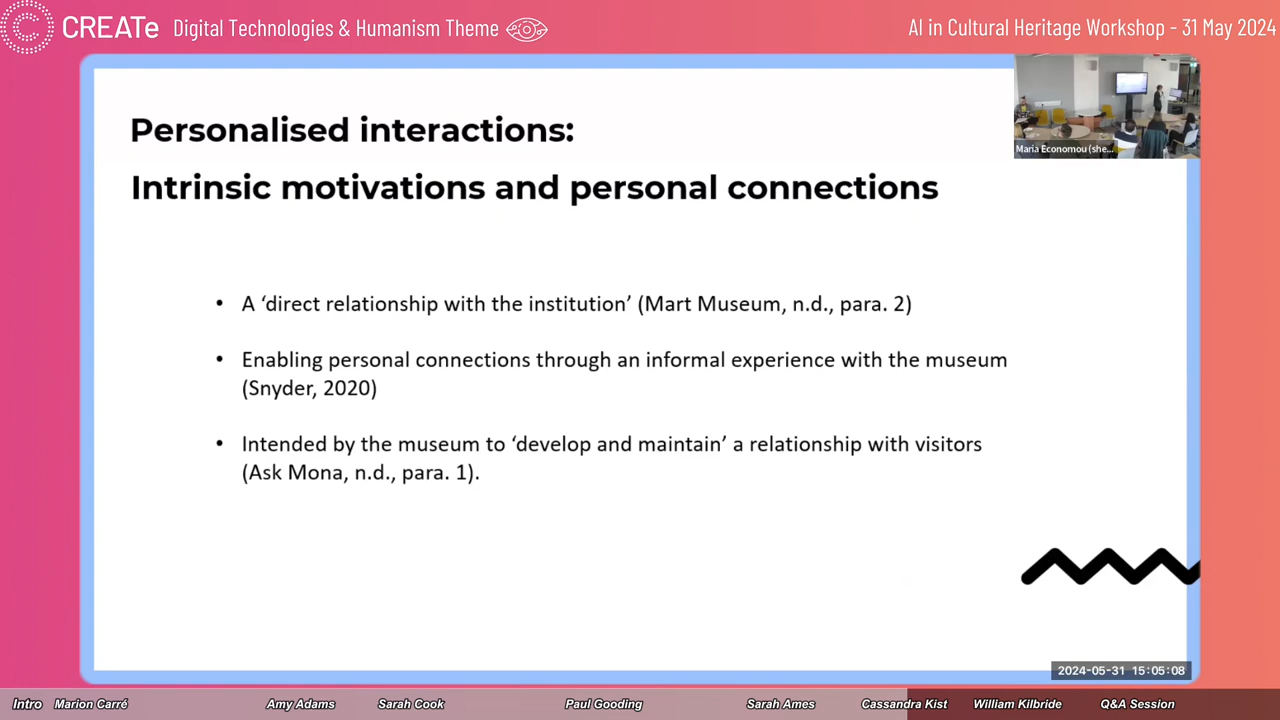 CREATe Digital Technologies & Humanism Theme
AI in Cultural Heritage Workshop - 31 May 2024
Maria Economou (she...
Personalised interactions:
Intrinsic motivations and personal connections
• A ‘direct relationship with the institution’ (Mart Museum, n.d., para. 2)
• Enabling personal connections through an informal experience with the museum
(Snyder, 2020)
• Intended by the museum to ‘develop and maintain’ a relationship with visitors
(Ask Mona, n.d., para. 1).
2024-05-31 15:05:08
Intro Marion Carré Amy Adams Sarah Cook Paul Gooding Sarah Ames Cassandra Kist William Kilbride Q&A Session